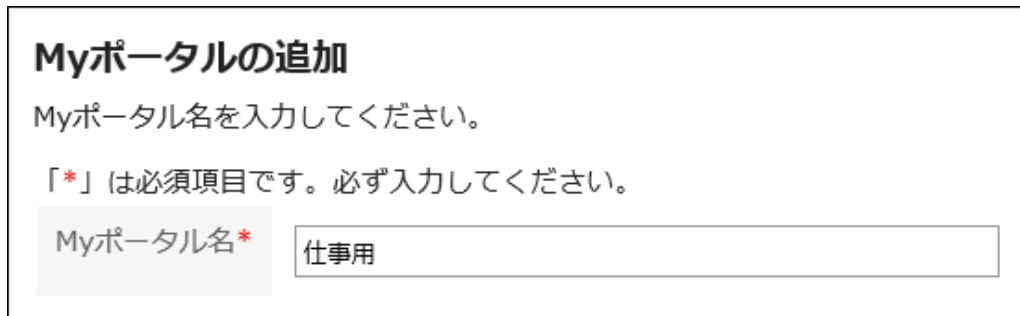 Myポータルの追加
Myポータル名を入力してください。
「*」は必須項目です。必ず入力してください。
Myポータル名*
仕事用